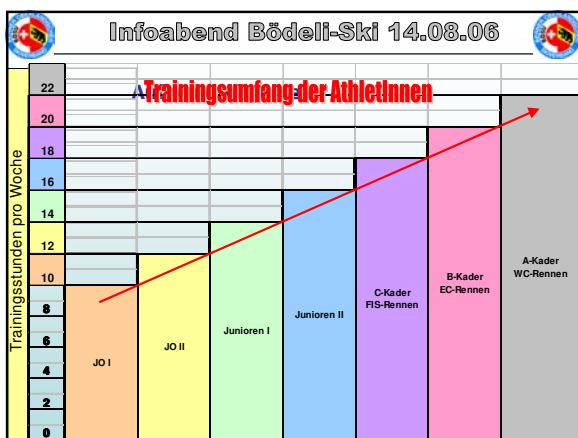 Infoabend Bödeli-Ski 14.08.06
Trainingsumfang der AthletInnen
Trainingsstunden pro Woche
22
20
18
16
14
12
10
8
6
4
2
0
JO I
JO II
Junioren I
Junioren II
C-Kader
FIS-Rennen
B-Kader
EC-Rennen
A-Kader
WC-Rennen